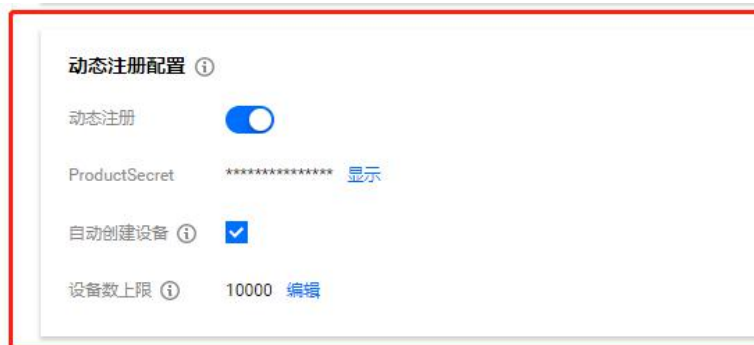 动态注册配置
动态注册
ProductSecret *************** 显示
自动创建设备
设备数上限 10000 编辑